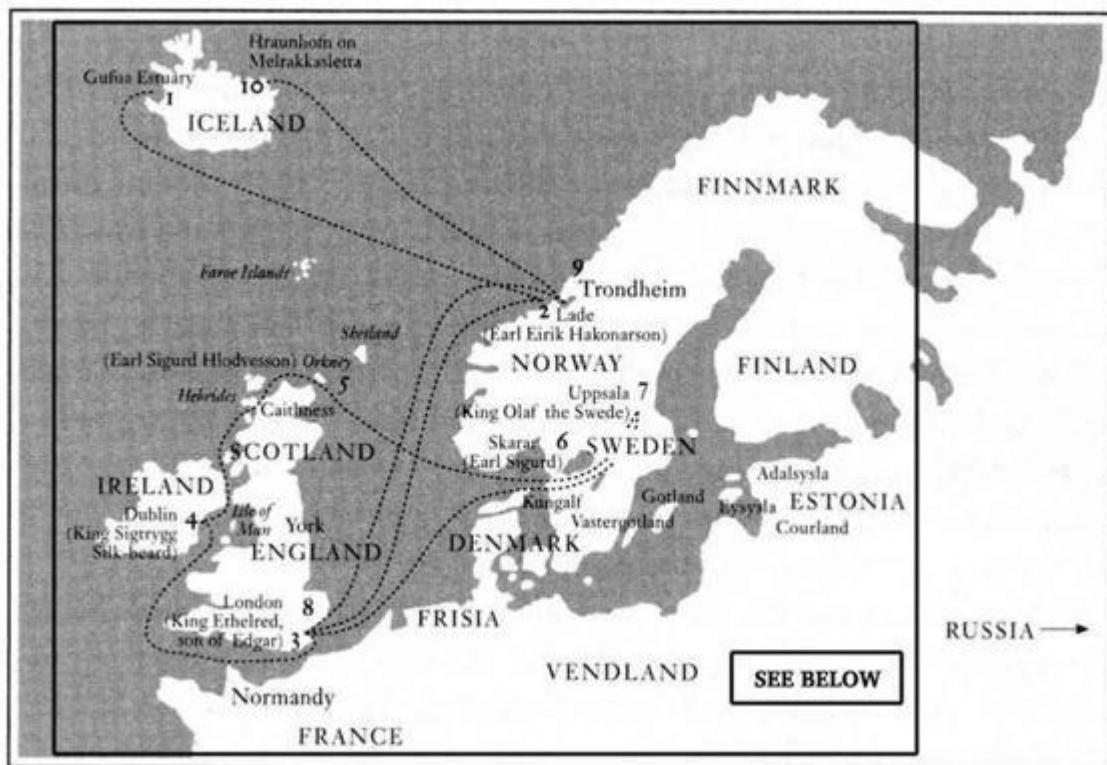 Hraunhofn on
Melrakkasletta
Gufua Estuary
10
1
ICELAND
FINNMARK
9
Faroe Islands
Trondheim
2
Lade
(Earl Eirik Hakonarson)
Shetland
(Earl Sigurd Hlodvesson) Orkney
NORWAY
FINLAND
5
Hebrides
Uppsala 7
Caithness
(King Olaf the Swede)
SCOTLAND
Skarar 6
SWEDEN
(Earl Sigurd)
IRELAND
Adalsysla
Dublin 4
Isle of
Man
York
Kungalf
Gotland
Eysysla
ESTONIA
(King Sigtrygg
Silk-beard)
Vastergotland
Courland
ENGLAND
DENMARK
London 8
(King Ethelred,
son of Edgar) 3
FRISIA
RUSSIA
VENDLAND
SEE BELOW
Normandy
FRANCE